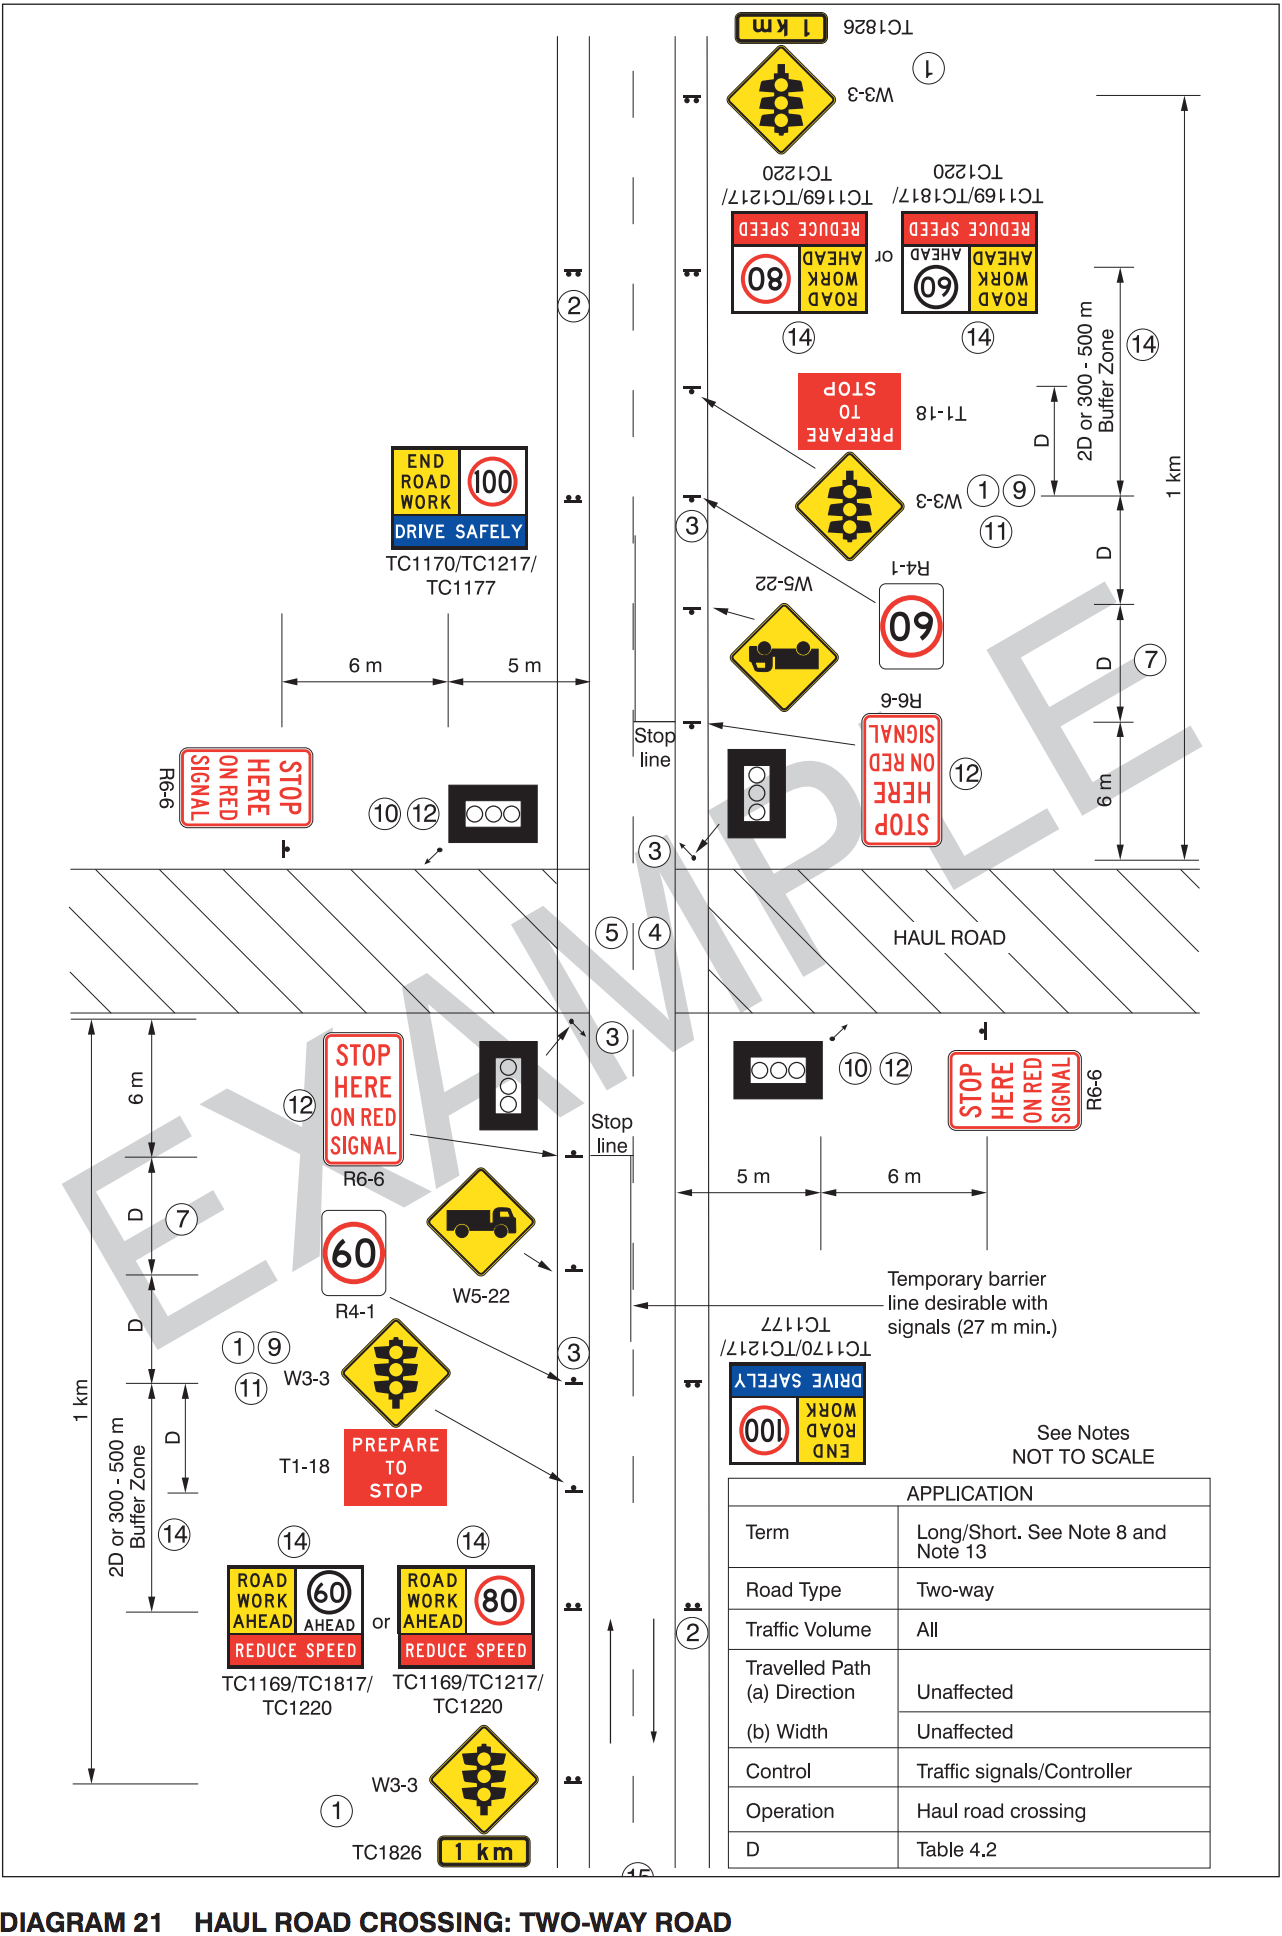 1 km
TC1826
1
W3-3
TC1169/TC1217/
TC1220
ROAD
WORK
AHEAD
80
REDUCE SPEED
or
TC1169/TC1817/
TC1220
ROAD
WORK
AHEAD
60
AHEAD
REDUCE SPEED
14
14
2
14
2D or 300 - 500 m
Buffer Zone
1 km
D
PREPARE
TO
STOP
T1-18
W3-3
1
9
11
3
END
ROAD
WORK
100
DRIVE SAFELY
TC1170/TC1217/
TC1177
D
R4-1
60
W5-22
D
7
6 m
5 m
R6-6
STOP
HERE
ON RED
SIGNAL
12
6 m
Stop
line
R6-6
STOP
HERE
ON RED
SIGNAL
10
12
3
5
4
HAUL ROAD
EXAMPLE
3
6 m
STOP
HERE
ON RED
SIGNAL
12
R6-6
Stop
line
10
12
STOP
HERE
ON RED
SIGNAL
R6-6
5 m
6 m
D
7
60
R4-1
W5-22
D
Temporary barrier
line desirable with
signals (27 m min.)
1
9
11
W3-3
3
1 km
2D or 300 - 500 m
Buffer Zone
D
T1-18
PREPARE
TO
STOP
TC1170/TC1217/
TC1177
END
ROAD
WORK
100
DRIVE SAFELY
See Notes
NOT TO SCALE
14
14
14
ROAD
WORK
AHEAD
60
AHEAD
REDUCE SPEED
or
ROAD
WORK
AHEAD
80
REDUCE SPEED
TC1169/TC1817/
TC1220
TC1169/TC1217/
TC1220
2
W3-3
1
TC1826
1 km
15
APPLICATION
Term Long/Short. See Note 8 and
Note 13
Road Type Two-way
Traffic Volume All
Travelled Path
(a) Direction Unaffected
(b) Width Unaffected
Control Traffic signals/Controller
Operation Haul road crossing
D Table 4.2
DIAGRAM 21 HAUL ROAD CROSSING: TWO-WAY ROAD